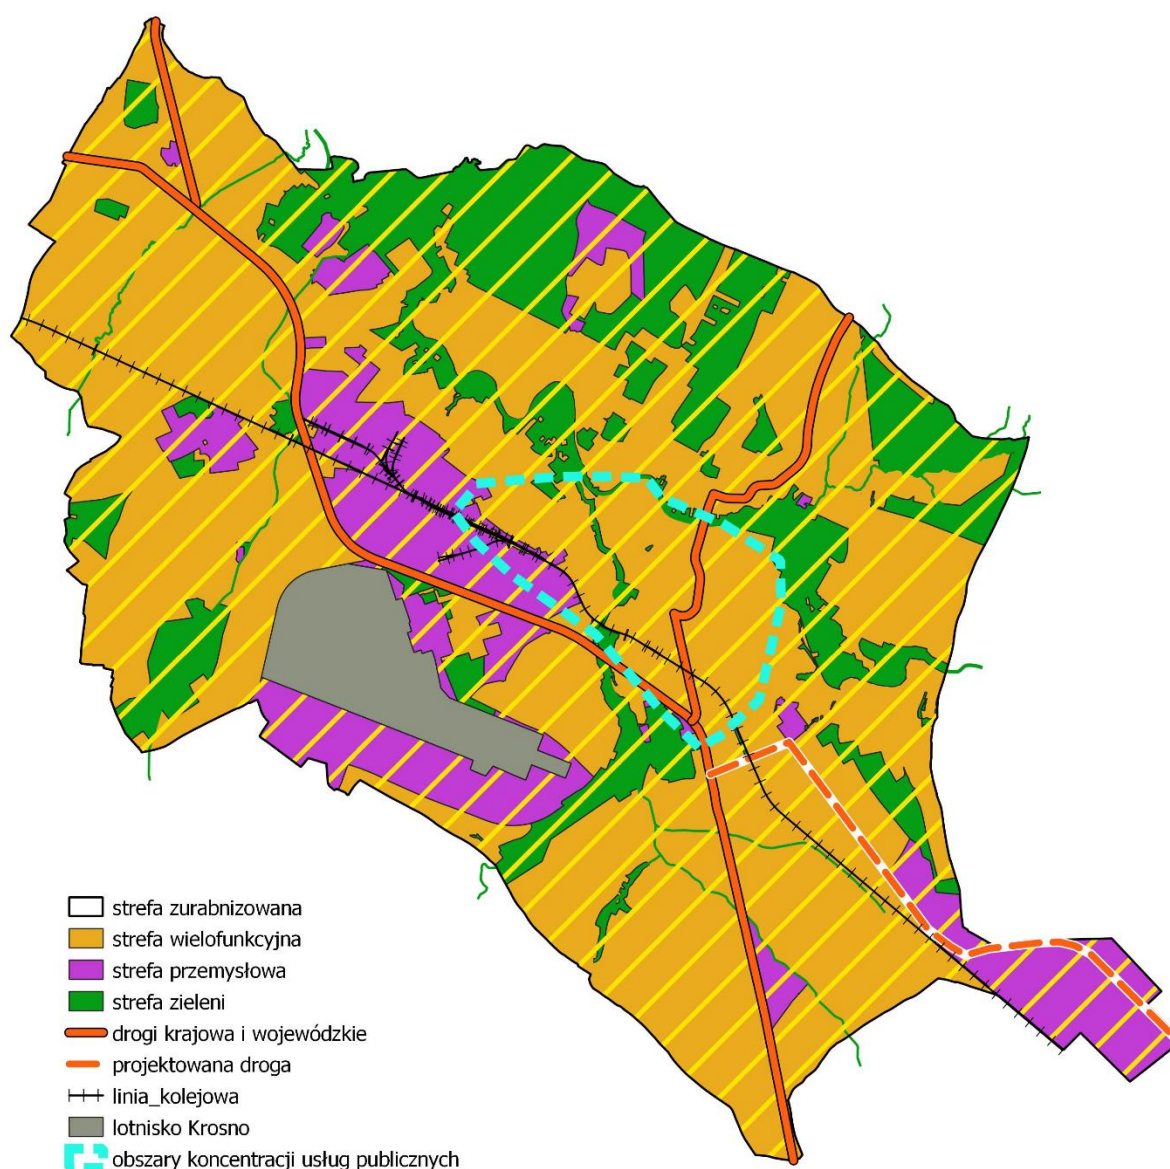 strefa zurabnizowana
strefa wielofunkcyjna
strefa przemysłowa
strefa zieleni
drogi krajowa i wojewódzkie
projektowana droga
linia_kolejowa
lotnisko Krosno
obszary koncentracji usług publicznych